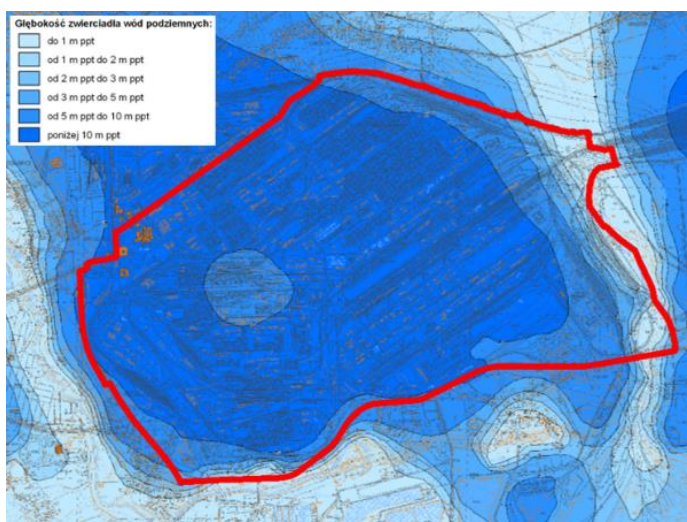 Głębokość zwierciadła wód podziemnych:
do 1 m ppt
od 1 m ppt do 2 m ppt
od 2 m ppt do 3 m ppt
od 3 m ppt do 5 m ppt
od 5 m ppt do 10 m ppt
poniżej 10 m ppt